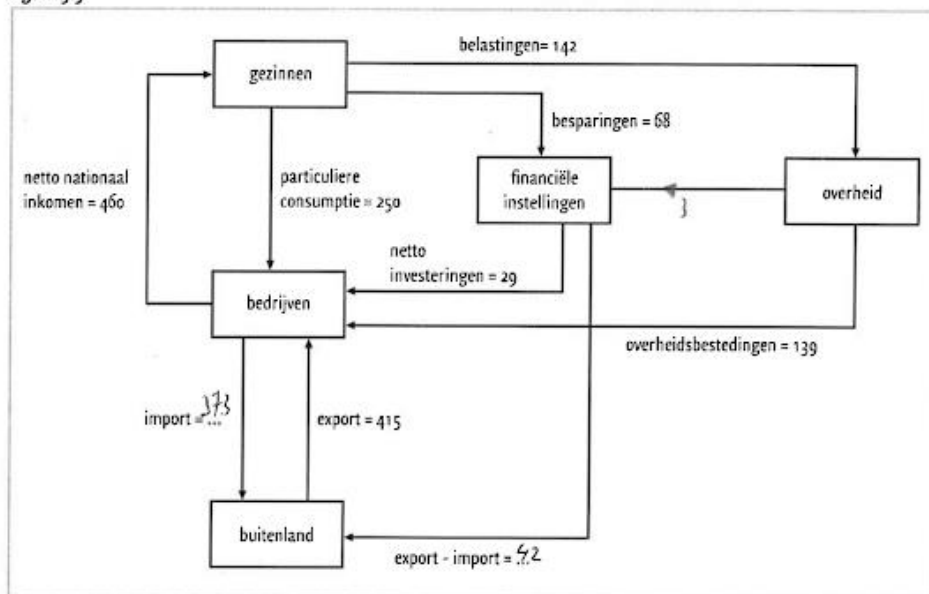 belastingen= 142
gezinnen
besparingen = 68
netto nationaal
inkomen = 460
particuliere
consumptie = 250
financiële
instellingen
overheid
3
netto
investeringen = 29
bedrijven
overheidsbestedingen = 139
import = 373
...
export = 415
buitenland
export - import = 42